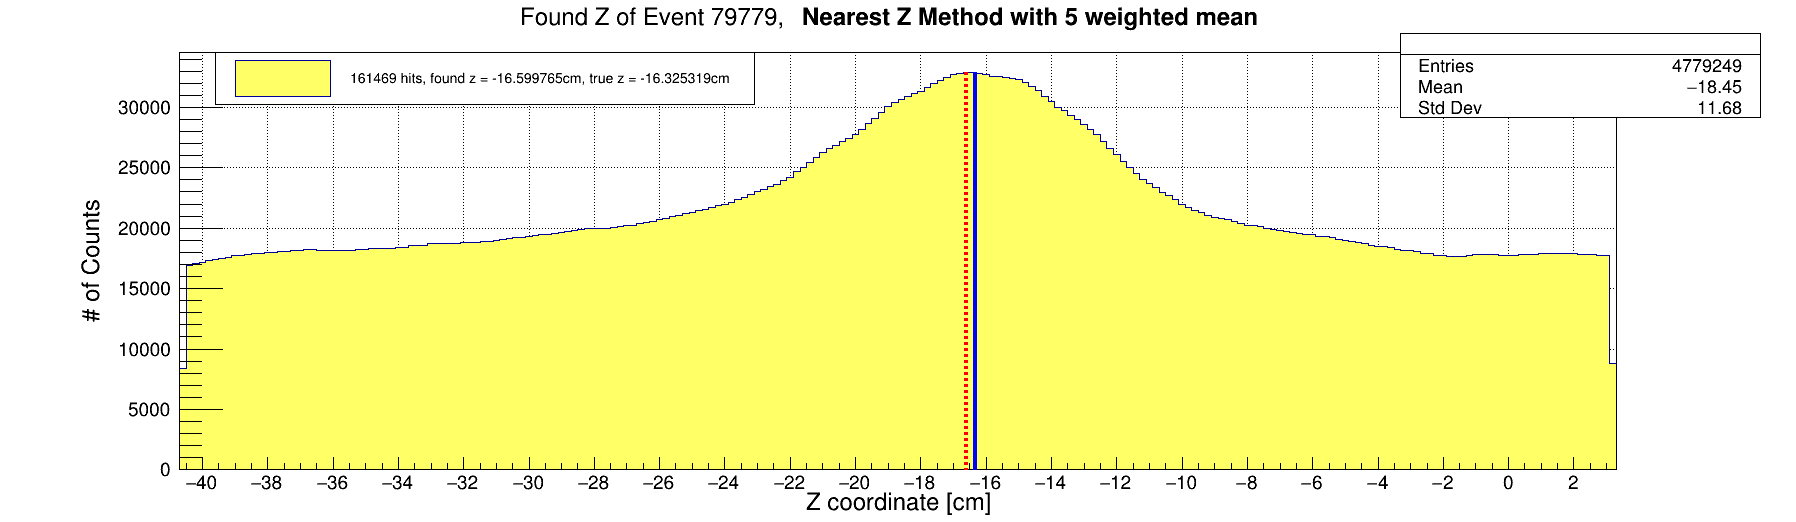 Found Z of Event 79779, Nearest Z Method with 5 weighted mean
161469 hits, found z = -16.599765cm, true z = -16.325319cm
Entries 4779249
Mean −18.45
Std Dev 11.68
# of Counts
30000
25000
20000
15000
10000
5000
0
−40 −38 −36 −34 −32 −30 −28 −26 −24 −22 −20 −18 −16 −14 −12 −10 −8 −6 −4 −2 0 2
Z coordinate [cm]